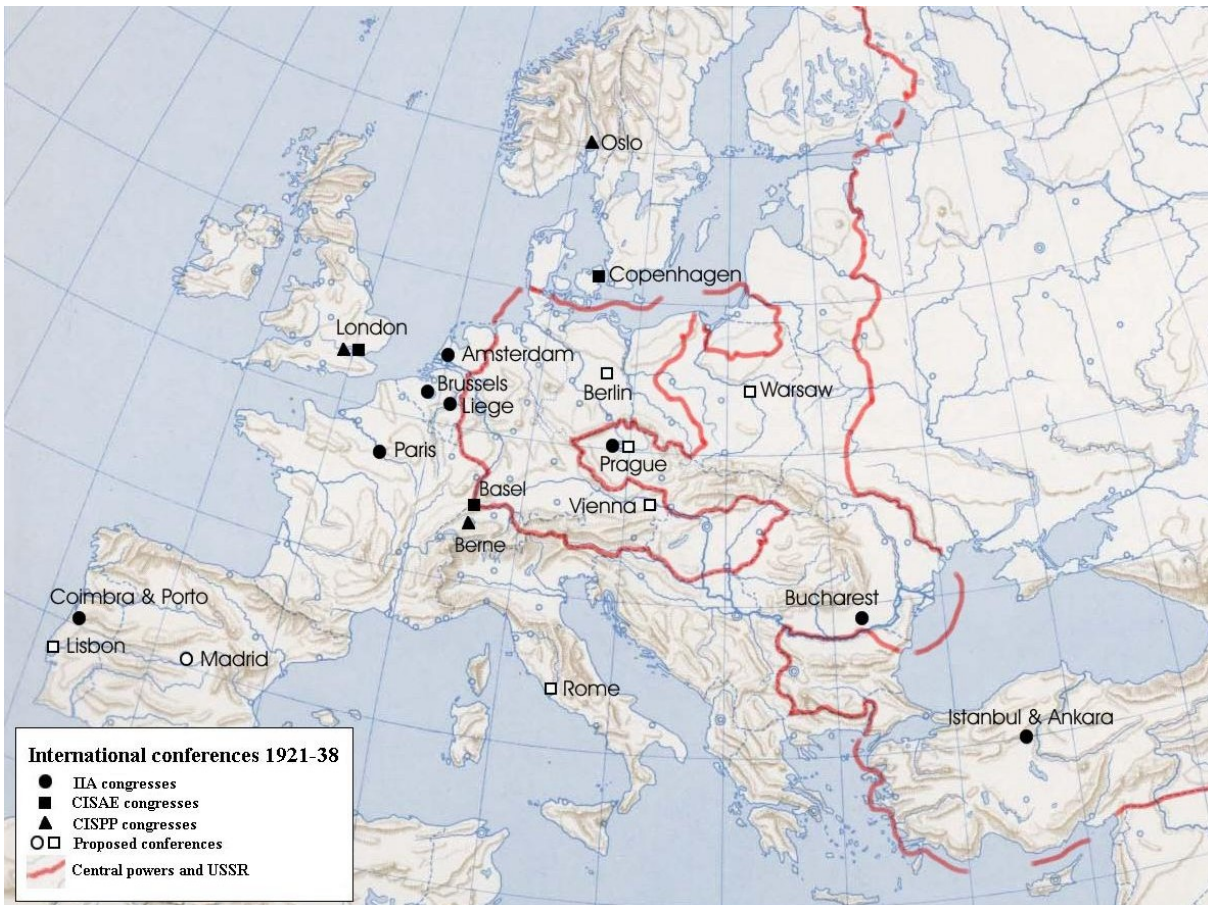 Oslo
Copenhagen
London
Amsterdam
Brussels
Berlin
Warsaw
Liege
Paris
Prague
Basel
Vienna
Berne
Coimbra & Porto
Bucharest
Lisbon
Madrid
Rome
Istanbul & Ankara
International conferences 1921-38
IIA congresses
CISAE congresses
CISPP congresses
Proposed conferences
Central powers and USSR